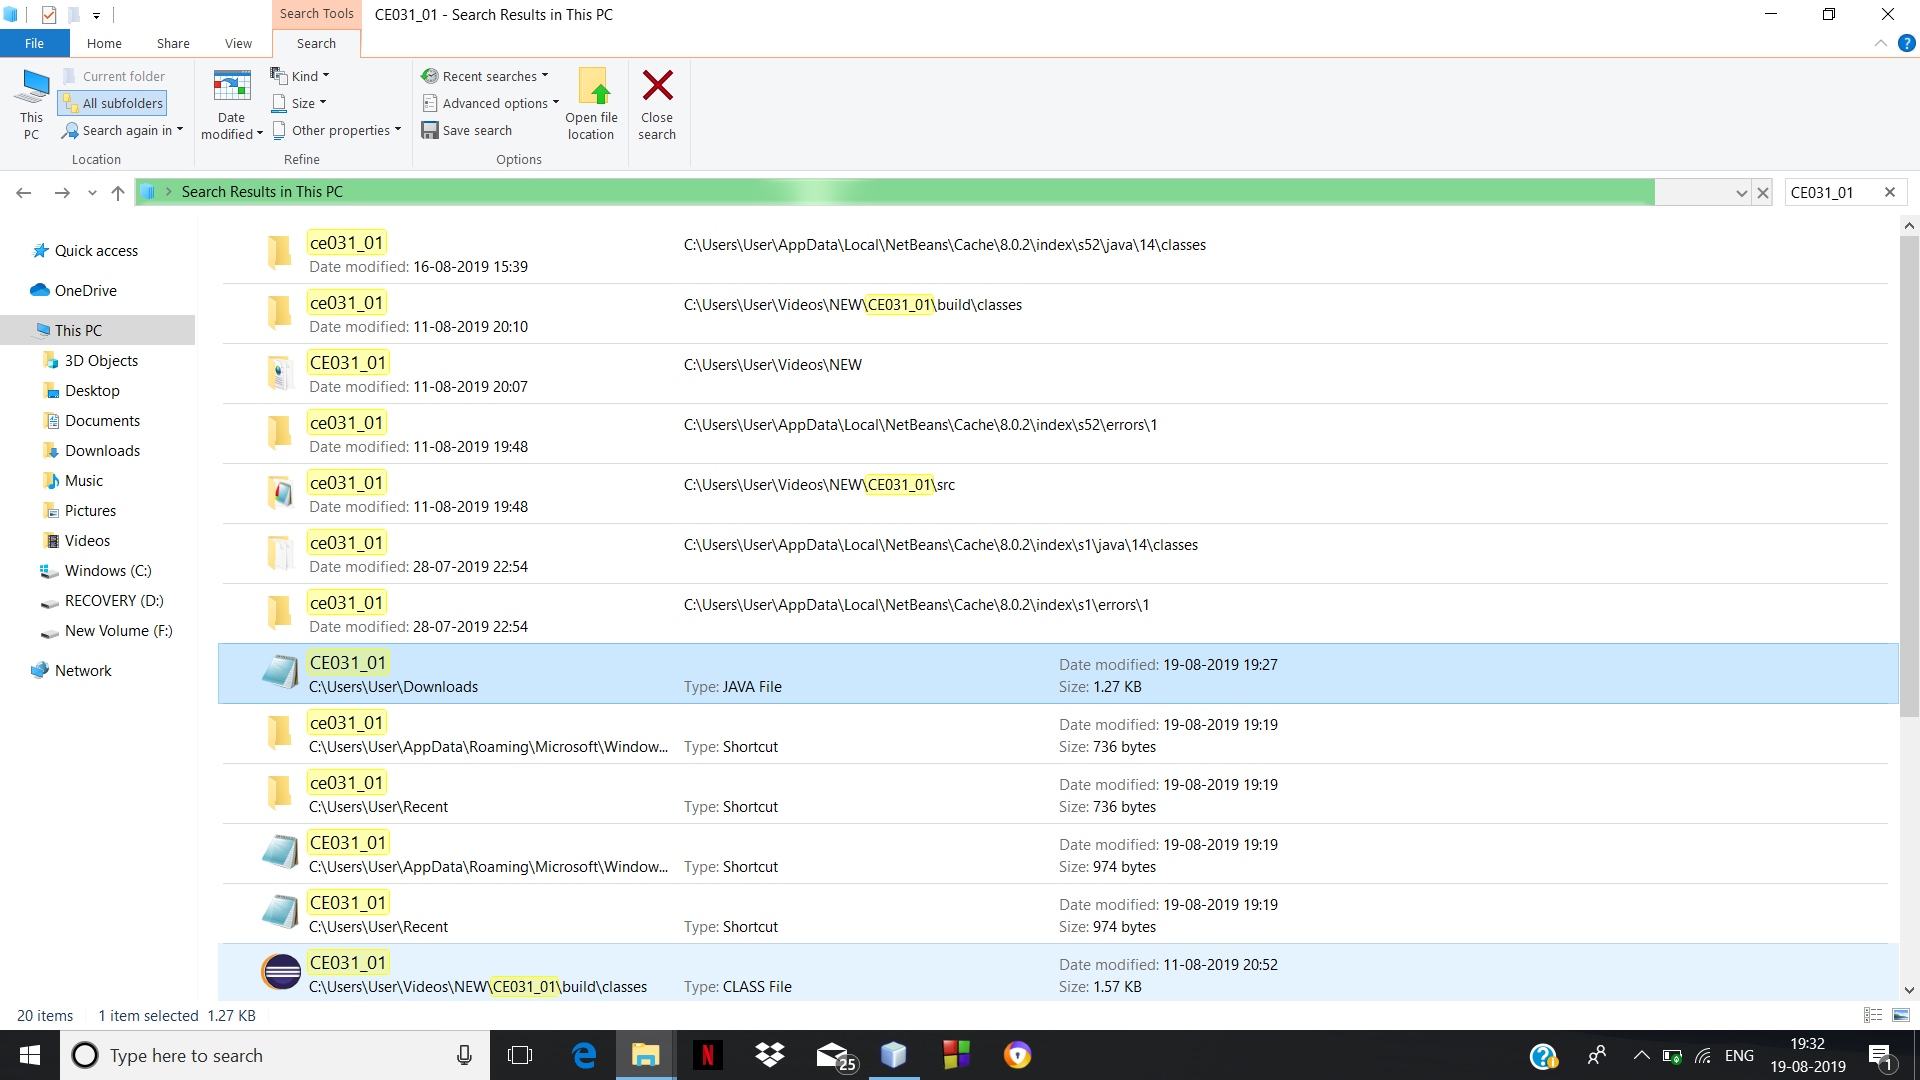 Search Tools
CE031_01 - Search Results in This PC
File
Home
Share
View
Search
This PC
Current folder
All subfolders
Search again in
Location
Date modified
Kind
Size
Other properties
Refine
Recent searches
Advanced options
Save search
Open file location
Options
Close search
Search Results in This PC
CE031_01
Quick access
OneDrive
This PC
3D Objects
Desktop
Documents
Downloads
Music
Pictures
Videos
Windows (C:)
RECOVERY (D:)
New Volume (F:)
Network
ce031_01
C:\Users\User\AppData\Local\NetBeans\Cache\8.0.2\index\s52\java\14\classes
Date modified: 16-08-2019 15:39
ce031_01
C:\Users\User\Videos\NEW\CE031_01\build\classes
Date modified: 11-08-2019 20:10
CE031_01
C:\Users\User\Videos\NEW
Date modified: 11-08-2019 20:07
ce031_01
C:\Users\User\AppData\Local\NetBeans\Cache\8.0.2\index\s52\errors\1
Date modified: 11-08-2019 19:48
ce031_01
C:\Users\User\Videos\NEW\CE031_01\src
Date modified: 11-08-2019 19:48
ce031_01
C:\Users\User\AppData\Local\NetBeans\Cache\8.0.2\index\s1\java\14\classes
Date modified: 28-07-2019 22:54
ce031_01
C:\Users\User\AppData\Local\NetBeans\Cache\8.0.2\index\s1\errors\1
Date modified: 28-07-2019 22:54
CE031_01
Date modified: 19-08-2019 19:27
C:\Users\User\Downloads
Type: JAVA File
Size: 1.27 KB
ce031_01
Date modified: 19-08-2019 19:19
C:\Users\User\AppData\Roaming\Microsoft\Window...
Type: Shortcut
Size: 736 bytes
ce031_01
Date modified: 19-08-2019 19:19
C:\Users\User\Recent
Type: Shortcut
Size: 736 bytes
CE031_01
Date modified: 19-08-2019 19:19
C:\Users\User\AppData\Roaming\Microsoft\Window...
Type: Shortcut
Size: 974 bytes
CE031_01
Date modified: 19-08-2019 19:19
C:\Users\User\Recent
Type: Shortcut
Size: 974 bytes
CE031_01
Date modified: 11-08-2019 20:52
C:\Users\User\Videos\NEW\CE031_01\build\classes
Type: CLASS File
Size: 1.57 KB
20 items
1 item selected 1.27 KB
Type here to search
25
ENG
19:32
19-08-2019
1